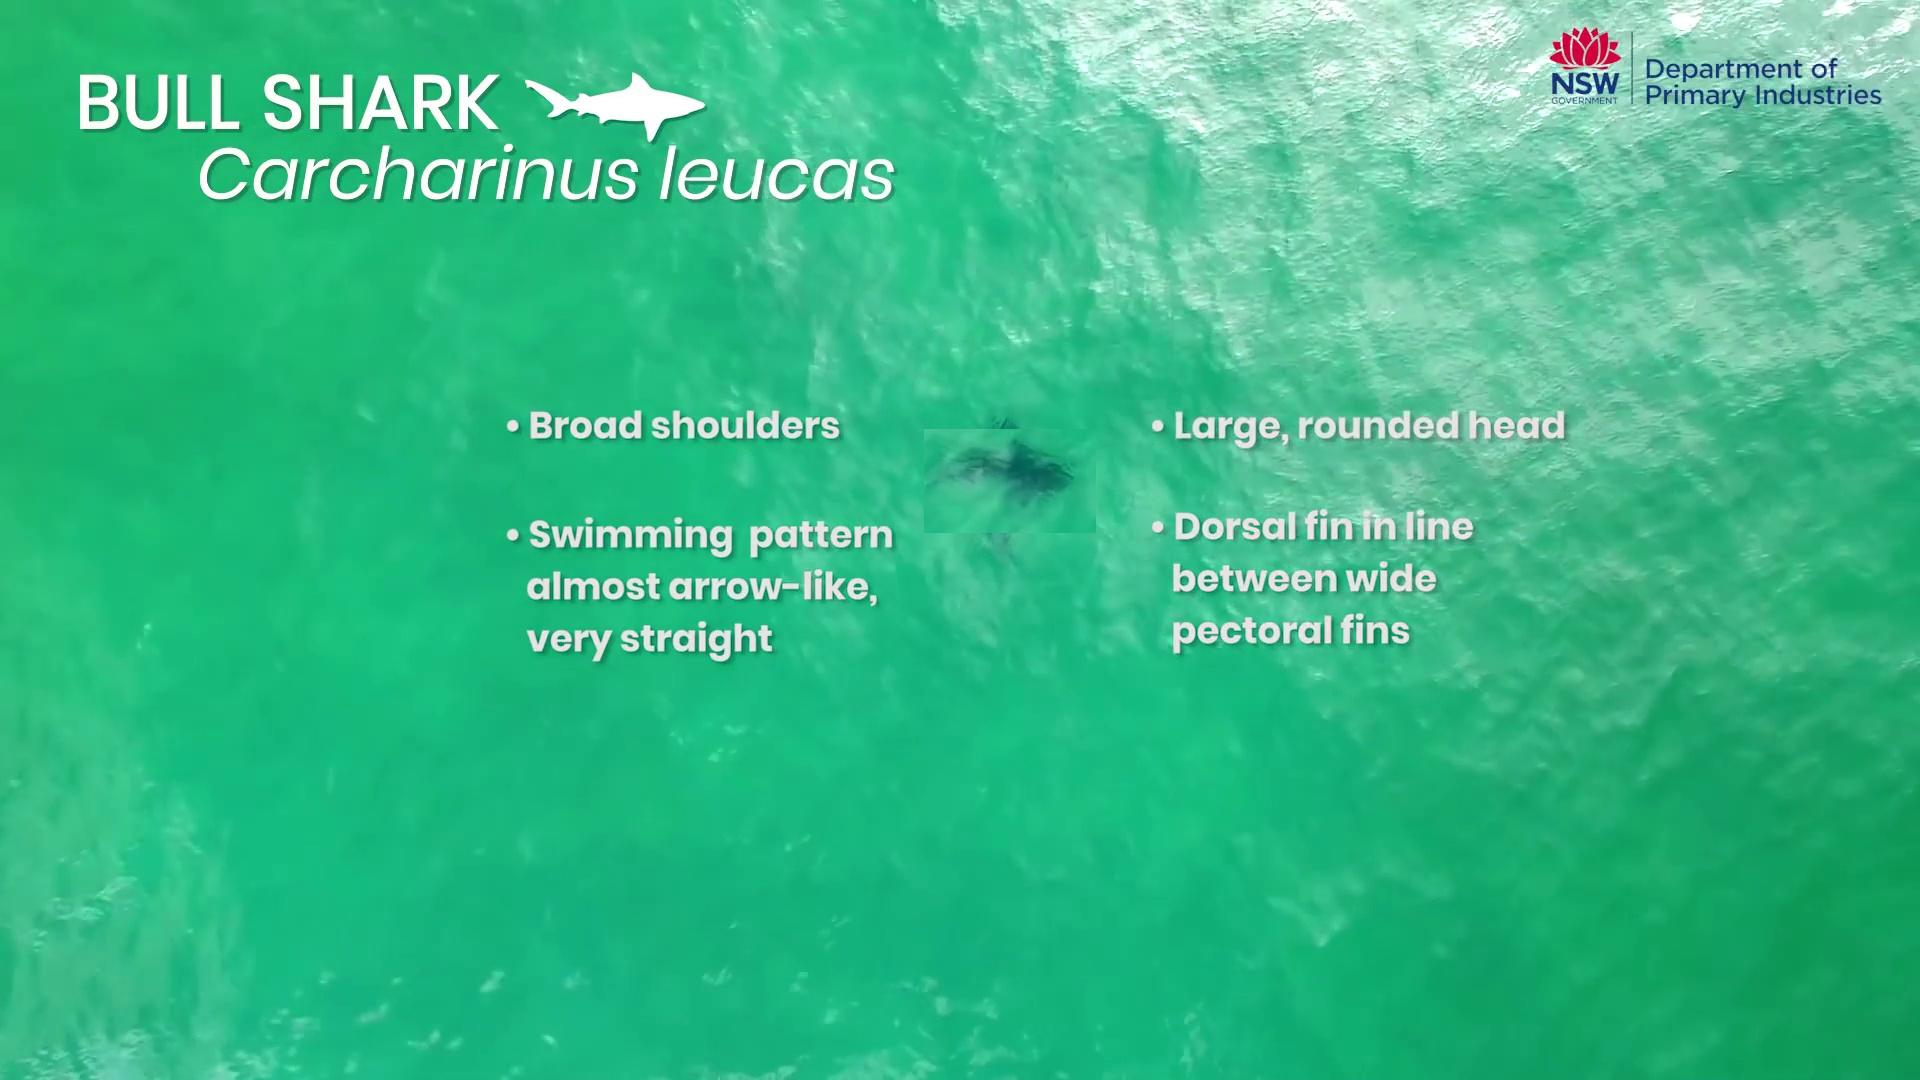 BULL SHARK
Carcharinus leucas
NSW
GOVERNMENT
Department of
Primary Industries
• Broad shoulders
• Swimming pattern
almost arrow-like,
very straight
• Large, rounded head
• Dorsal fin in line
between wide
pectoral fins